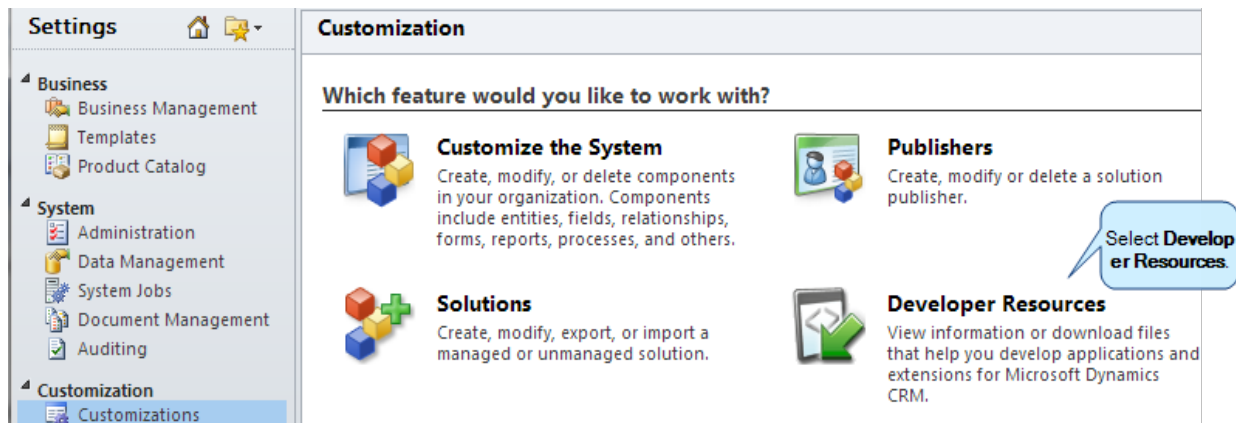 Settings
Business
Business Management
Templates
Product Catalog
System
Administration
Data Management
System Jobs
Document Management
Auditing
Customization
Customizations
Customization
Which feature would you like to work with?
Customize the System
Create, modify, or delete components
in your organization. Components
include entities, fields, relationships,
forms, reports, processes, and others.
Publishers
Create, modify or delete a solution
publisher.
Select Develop
er Resources.
Solutions
Create, modify, export, or import a
managed or unmanaged solution.
Developer Resources
View information or download files
that help you develop applications and
extensions for Microsoft Dynamics
CRM.